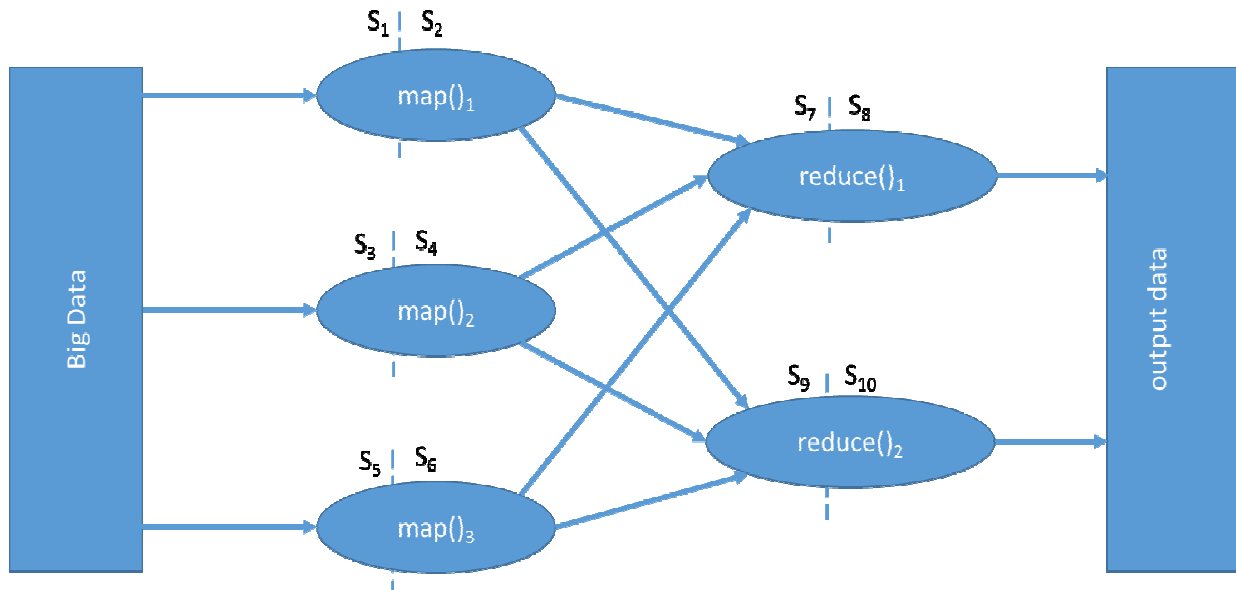 Big Data
S₁ S₂
map()₁
S₃ S₄
map()₂
S₅ S₆
map()₃
S₇ S₈
reduce()₁
S₉ S₁₀
reduce()₂
output data